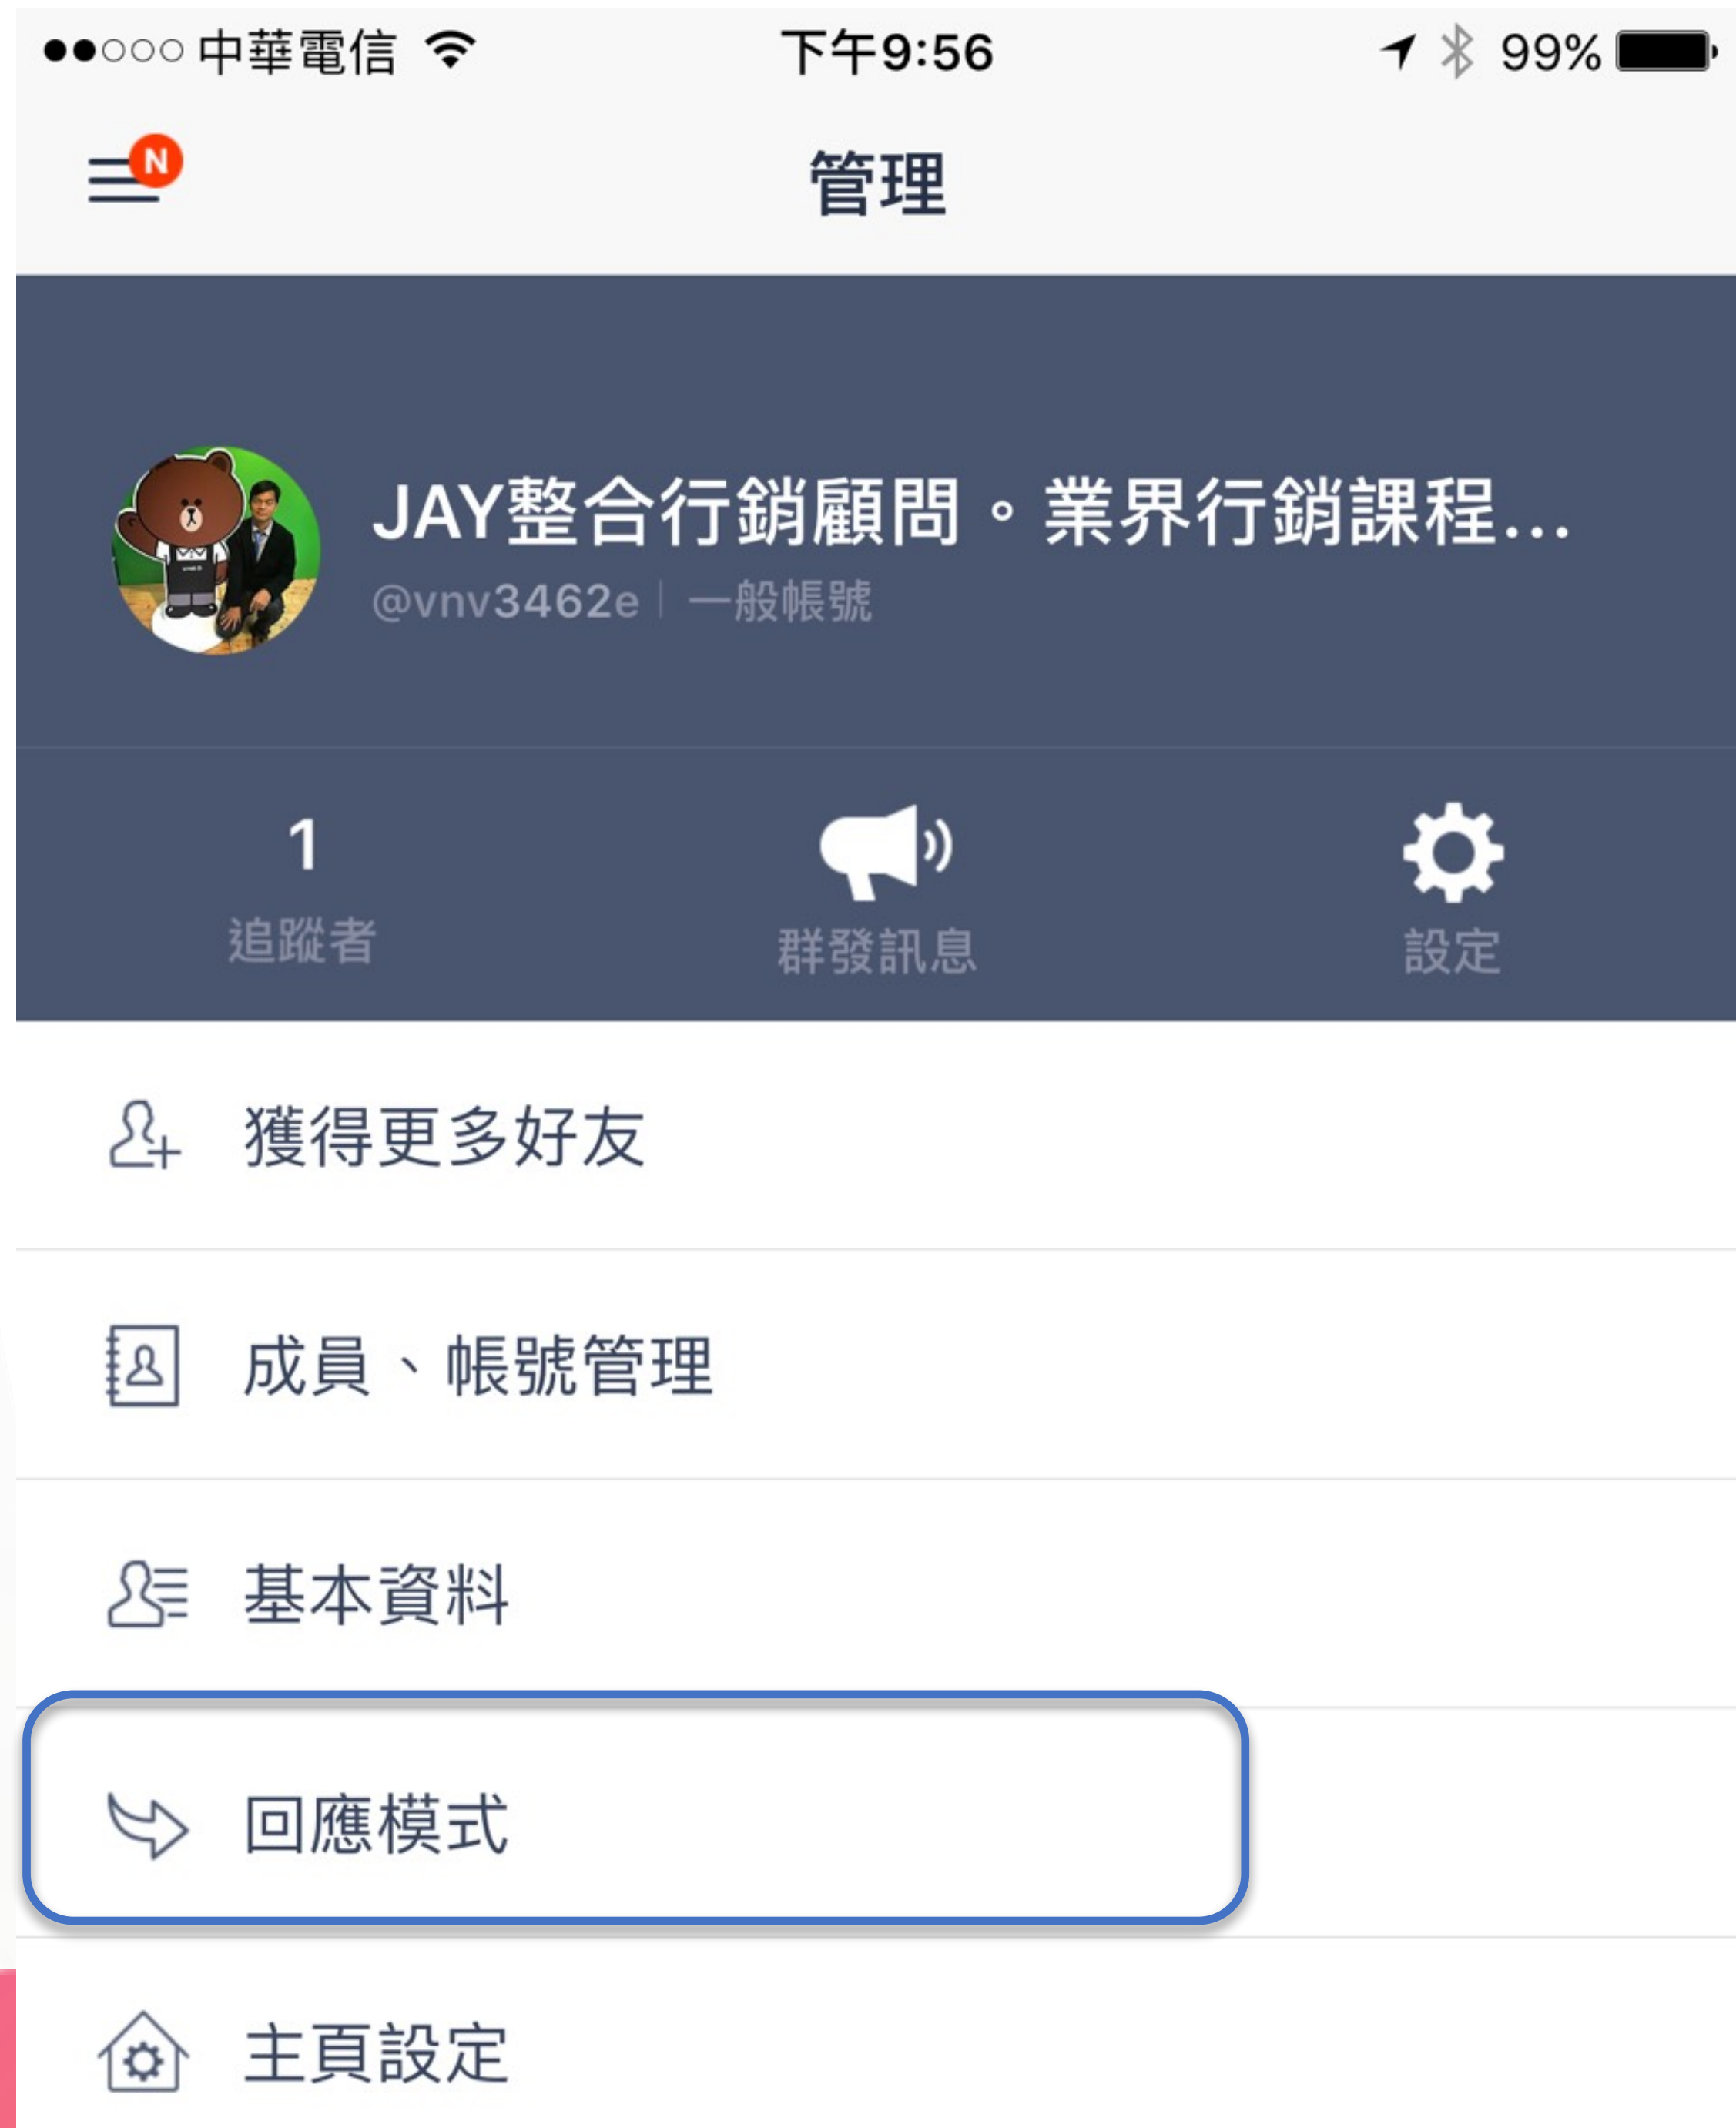 中華電信 下午9:56 99%
N
管理
JAY整合行銷顧問。業界行銷課程...
@vnv3462e | 一般帳號
1
追蹤者
群發訊息
設定
獲得更多好友
成員、帳號管理
基本資料
回應模式
主頁設定